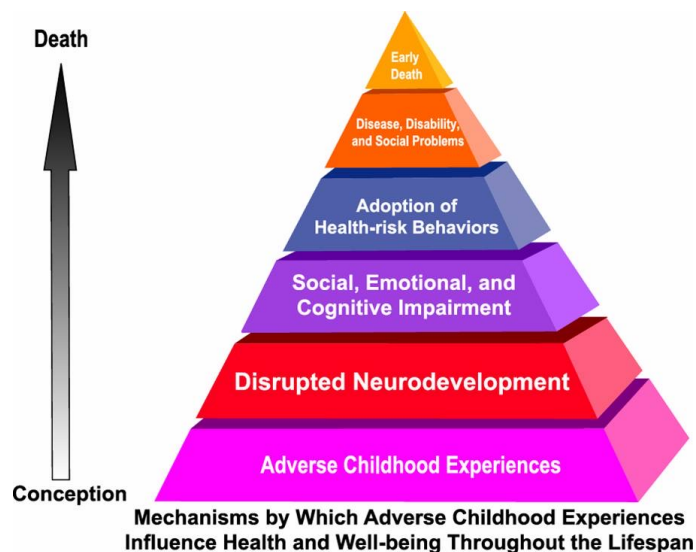 Death
Early
Death
Disease, Disability,
and Social Problems
Adoption of
Health-risk Behaviors
Social, Emotional, and
Cognitive Impairment
Disrupted Neurodevelopment
Adverse Childhood Experiences
Conception
Mechanisms by Which Adverse Childhood Experiences
Influence Health and Well-being Throughout the Lifespan